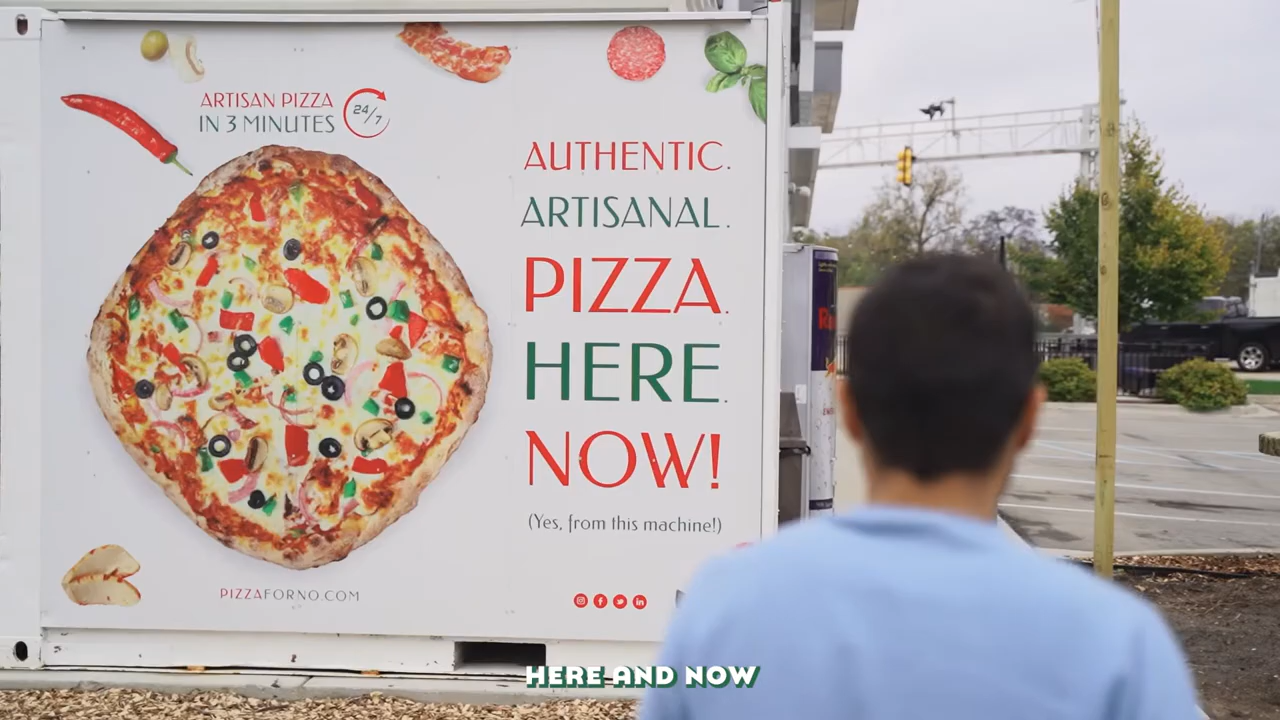 ARTISAN PIZZA
IN 3 MINUTES
24/7
AUTHENTIC.
ARTISANAL.
PIZZA.
HERE.
NOW!
(Yes, from this machine!)
PIZZAFORNO.COM
HERE AND NOW